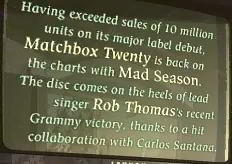 Having exceeded sales of 10 million
units on its major label debut,
Matchbox Twenty is back on
the charts with Mad Season.
The disc comes on the heels of lead
singer Rob Thomas's recent
Grammy victory, thanks to a hit
collaboration with Carlos Santana.